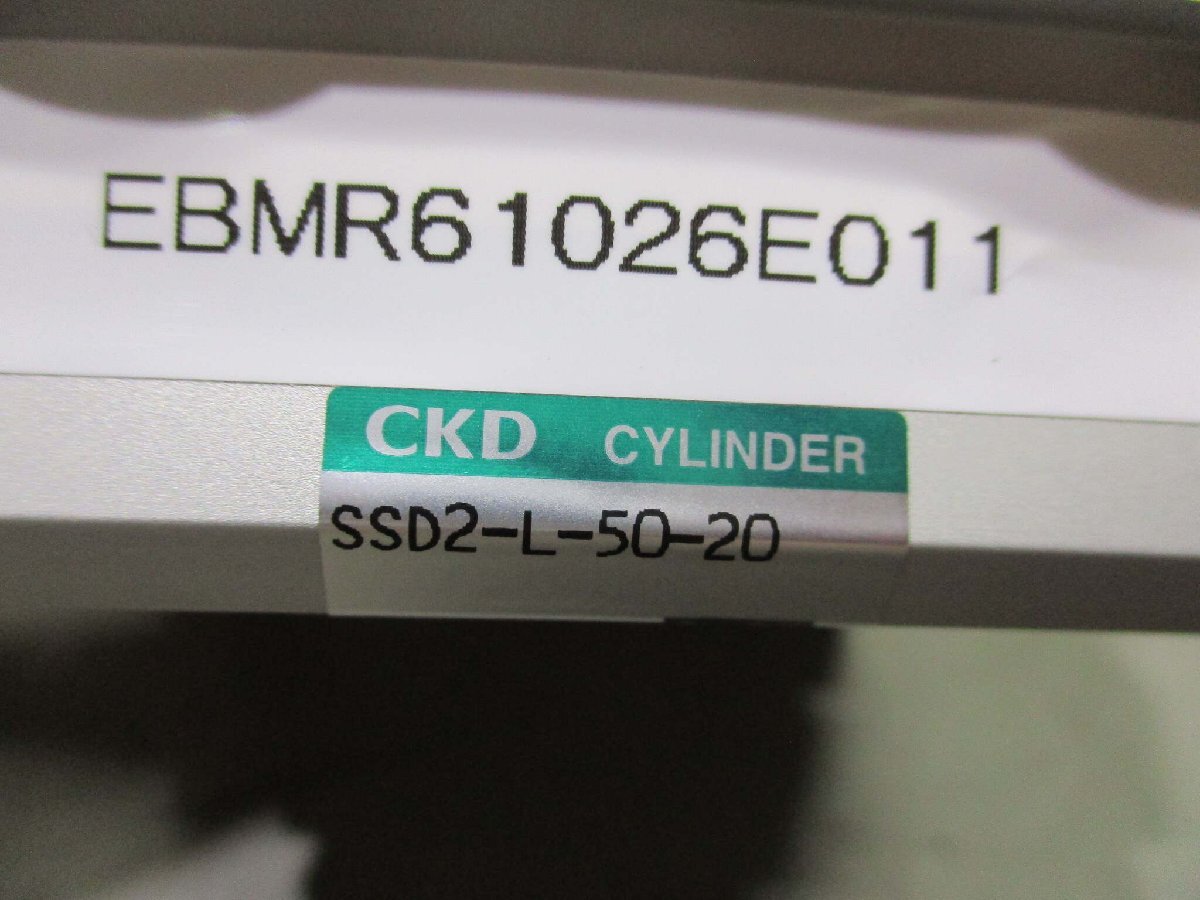 EBMR61026E011
CKD CYLINDER
SSD2-L-50-20